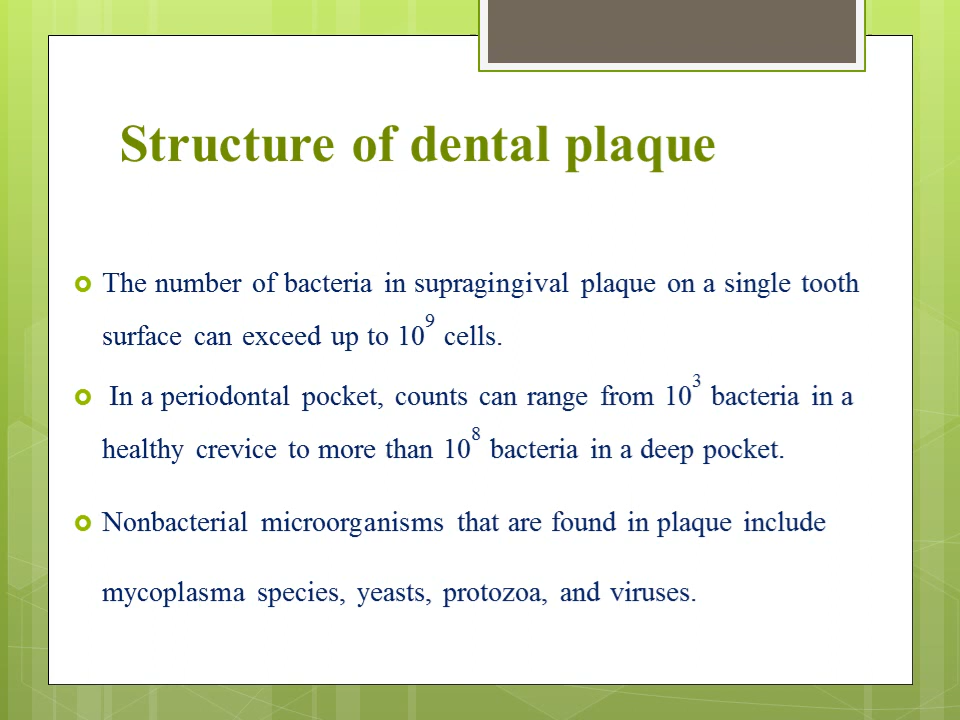 Structure of dental plaque
The number of bacteria in supragingival plaque on a single tooth
surface can exceed up to 10⁹ cells.
In a periodontal pocket, counts can range from 10³ bacteria in a
healthy crevice to more than 10⁸ bacteria in a deep pocket.
Nonbacterial microorganisms that are found in plaque include
mycoplasma species, yeasts, protozoa, and viruses.